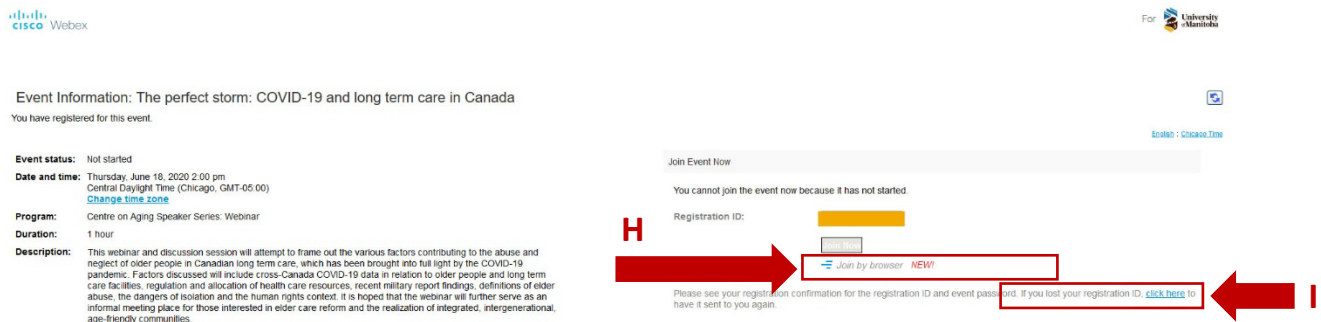 cisco Webex
For University of Manitoba
Event Information: The perfect storm: COVID-19 and long term care in Canada
You have registered for this event.
English : Chicago Time
Event status: Not started
Date and time: Thursday, June 18, 2020 2:00 pm
Central Daylight Time (Chicago, GMT-05:00)
Change time zone
Program: Centre on Aging Speaker Series: Webinar
Duration: 1 hour
Description: This webinar and discussion session will attempt to frame out the various factors contributing to the abuse and
neglect of older people in Canadian long term care, which has been brought into full light by the COVID-19
pandemic. Factors discussed will include cross-Canada COVID-19 data in relation to older people and long term
care facilities, regulation and allocation of health care resources, recent military report findings, definitions of elder
abuse, the dangers of isolation and the human rights context. It is hoped that the webinar will further serve as an
informal meeting place for those interested in elder care reform and the realization of integrated, intergenerational,
age-friendly communities.
Join Event Now
You cannot join the event now because it has not started.
Registration ID:
Join Now
H
Join by browser NEW!
Please see your registration confirmation for the registration ID and event password. If you lost your registration ID, click here to
have it sent to you again.
I